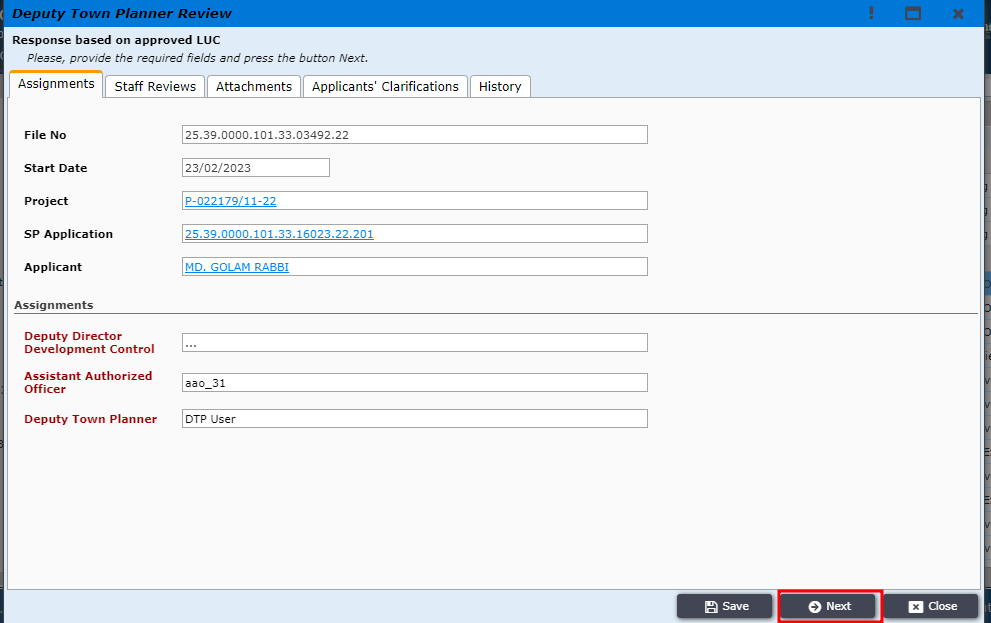 Deputy Town Planner Review
Response based on approved LUC
Please, provide the required fields and press the button Next.
Assignments Staff Reviews Attachments Applicants' Clarifications History
File No 25.39.0000.101.33.03492.22
Start Date 23/02/2023
Project P-022179/11-22
SP Application 25.39.0000.101.33.16023.22.201
Applicant MD. GOLAM RABBI
Assignments
Deputy Director
Development Control ...
Assistant Authorized
Officer aao_31
Deputy Town Planner DTP User
Save Next Close